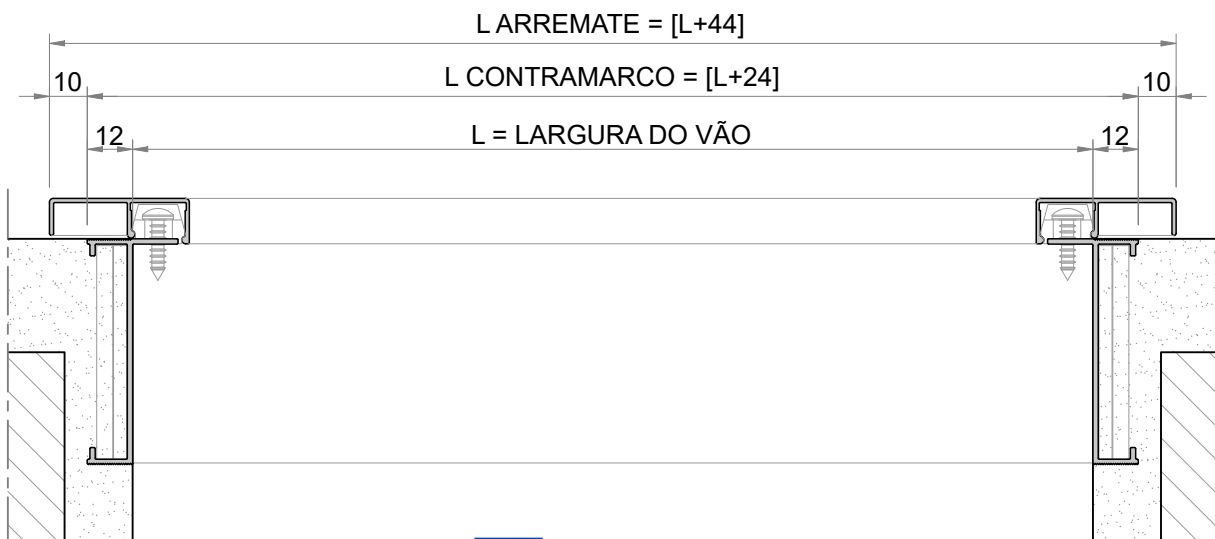 L ARREMATE = [L+44]
10 L CONTRAMARCO = [L+24] 10
12 L = LARGURA DO VÃO 12